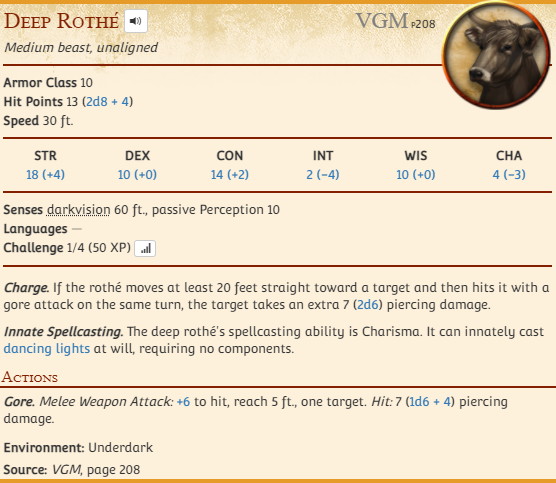 Deep Rothé VGM p208
Medium beast, unaligned
Armor Class 10
Hit Points 13 (2d8 + 4)
Speed 30 ft.
STR DEX CON INT WIS CHA
18 (+4) 10 (+0) 14 (+2) 2 (−4) 10 (+0) 4 (−3)
Senses darkvision 60 ft., passive Perception 10
Languages —
Challenge 1/4 (50 XP)
Charge. If the rothé moves at least 20 feet straight toward a target and then hits it with a
gore attack on the same turn, the target takes an extra 7 (2d6) piercing damage.
Innate Spellcasting. The deep rothé's spellcasting ability is Charisma. It can innately cast
dancing lights at will, requiring no components.
Actions
Gore. Melee Weapon Attack: +6 to hit, reach 5 ft., one target. Hit: 7 (1d6 + 4) piercing
damage.
Environment: Underdark
Source: VGM, page 208